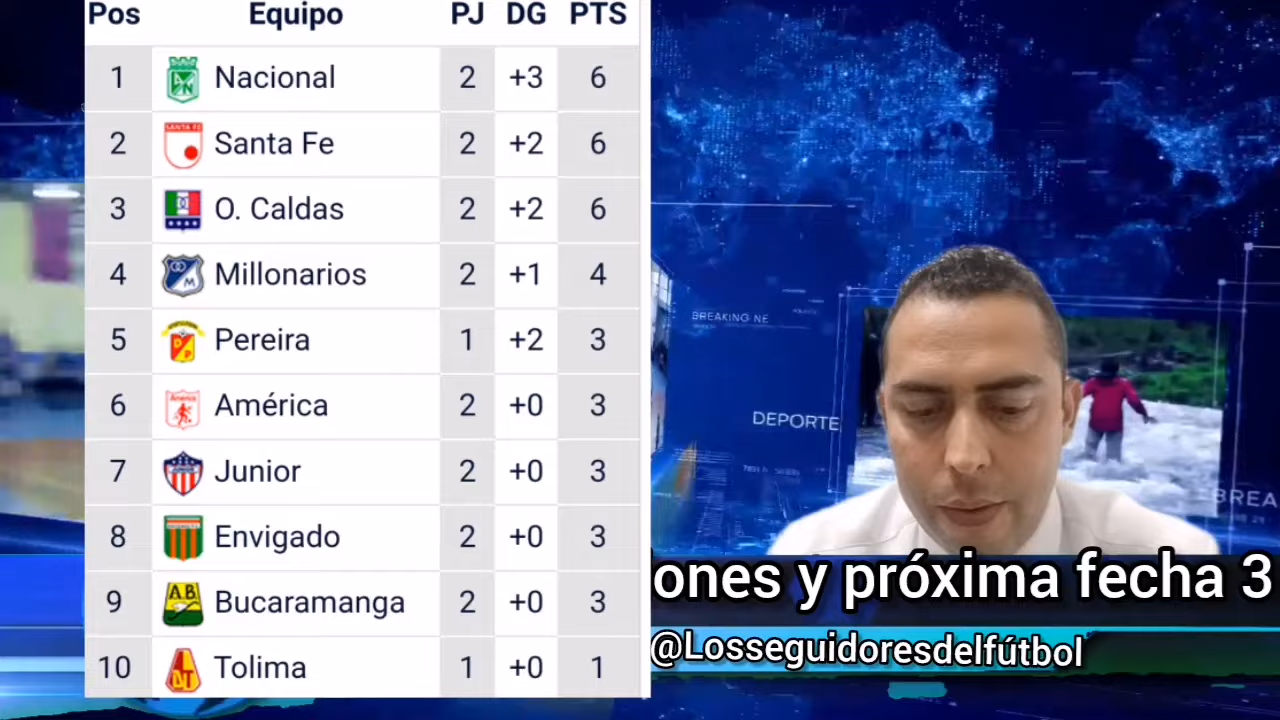 Pos Equipo PJ DG PTS
1 Nacional 2 +3 6
2 Santa Fe 2 +2 6
3 O. Caldas 2 +2 6
4 Millonarios 2 +1 4
5 Pereira 1 +2 3
6 América 2 +0 3
7 Junior 2 +0 3
8 Envigado 2 +0 3
9 Bucaramanga 2 +0 3
10 Tolima 1 +0 1
BREAKING NE
DEPORTE
BREA
ones y próxima fecha 3
@Losseguidoresdelfútbol